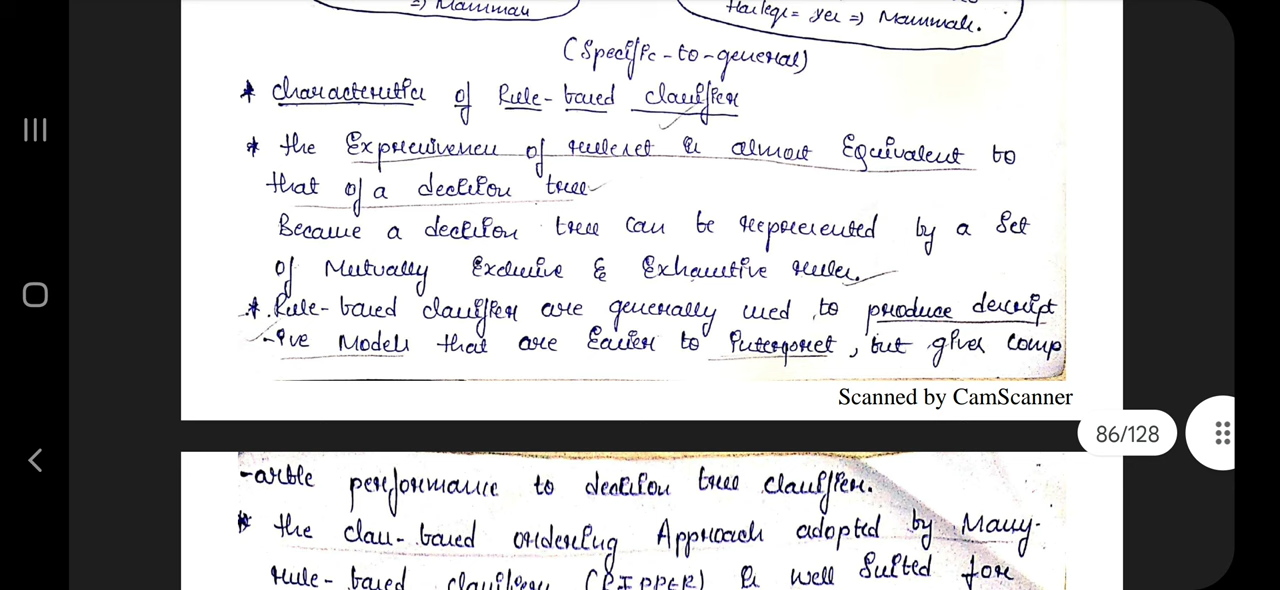 =) Mammal
Hairlegs = yes => Mammals.
(Specific-to-general)
* characteristics of Rule-based classifier
* the Expressiveness of ruleset is almost Equivalent to
that of a decision tree
Because a decision tree can be represented by a Set
of Mutually Exclusive & Exhaustive rules.
*. Rule-based classifier are generally used to produce descript
-ive Models that are Easier to Interpret, but gives comp
Scanned by CamScanner
86/128
-arable performance to decision tree classifier.
* the class-based ordering Approach adopted by Many-
rule-based classifiers (RIPPER) is well Suited for